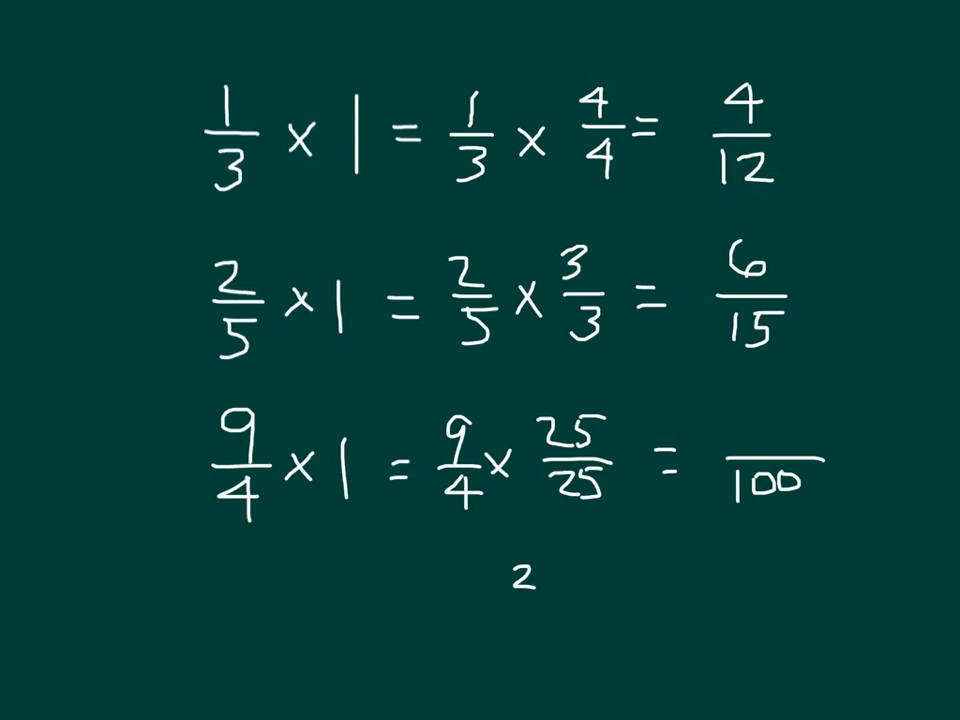 1/3 × 1 = 1/3 × 4/4 = 4/12
2/5 × 1 = 2/5 × 3/3 = 6/15
9/4 × 1 = 9/4 × 25/25 = /100
2